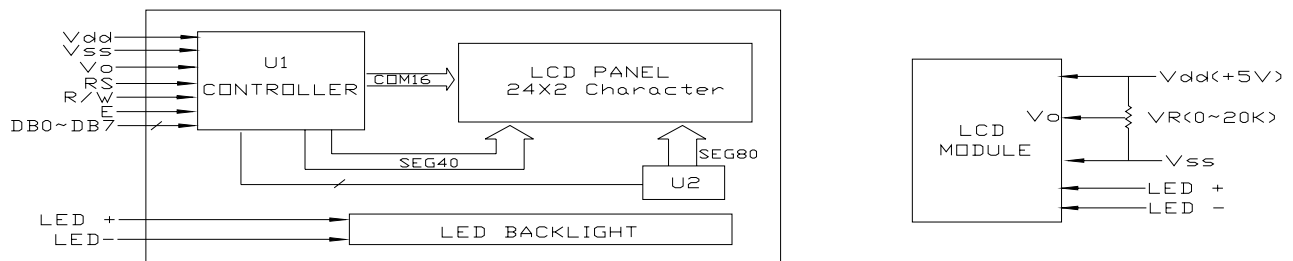 Vdd
Vss
Vo
RS
R/W
E
DB0~DB7
U1
CONTROLLER
COM16
LCD PANEL
24X2 Character
SEG40
SEG80
U2
LED +
LED-
LED BACKLIGHT
LCD
MODULE
Vo
Vdd(+5V)
VR(0~20K)
Vss
LED +
LED -